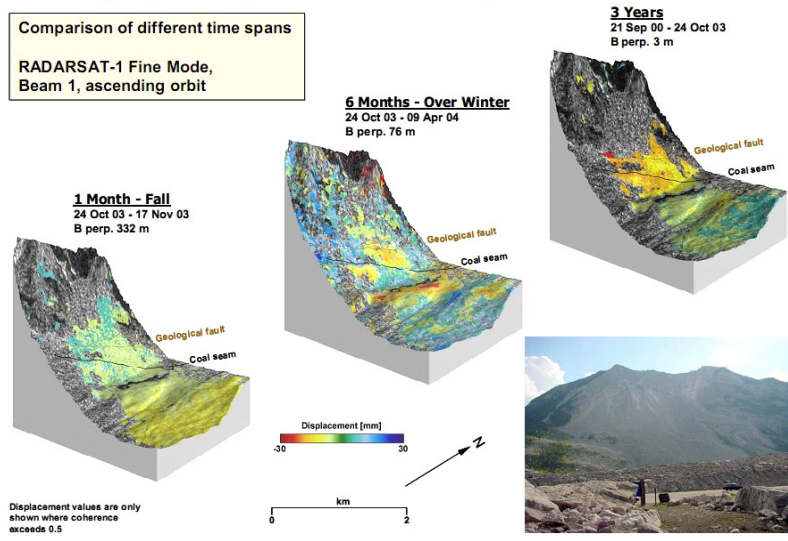 Comparison of different time spans
RADARSAT-1 Fine Mode,
Beam 1, ascending orbit
3 Years
21 Sep 00 - 24 Oct 03
B perp. 3 m
Geological fault
Coal seam
6 Months - Over Winter
24 Oct 03 - 09 Apr 04
B perp. 76 m
Geological fault
Coal seam
1 Month - Fall
24 Oct 03 - 17 Nov 03
B perp. 332 m
Geological fault
Coal seam
Displacement [mm]
-30 30
N
km
0 2
Displacement values are only
shown where coherence
exceeds 0.5